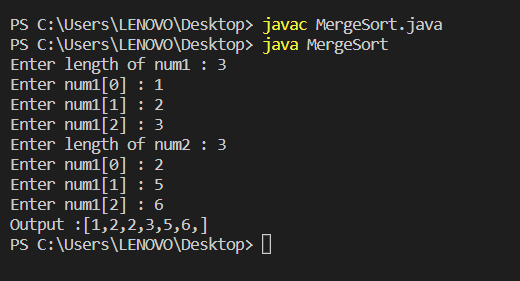 PS C:\Users\LENOVO\Desktop> javac MergeSort.java
PS C:\Users\LENOVO\Desktop> java MergeSort
Enter length of num1 : 3
Enter num1[0] : 1
Enter num1[1] : 2
Enter num1[2] : 3
Enter length of num2 : 3
Enter num1[0] : 2
Enter num1[1] : 5
Enter num1[2] : 6
Output :[1,2,2,3,5,6,]
PS C:\Users\LENOVO\Desktop>